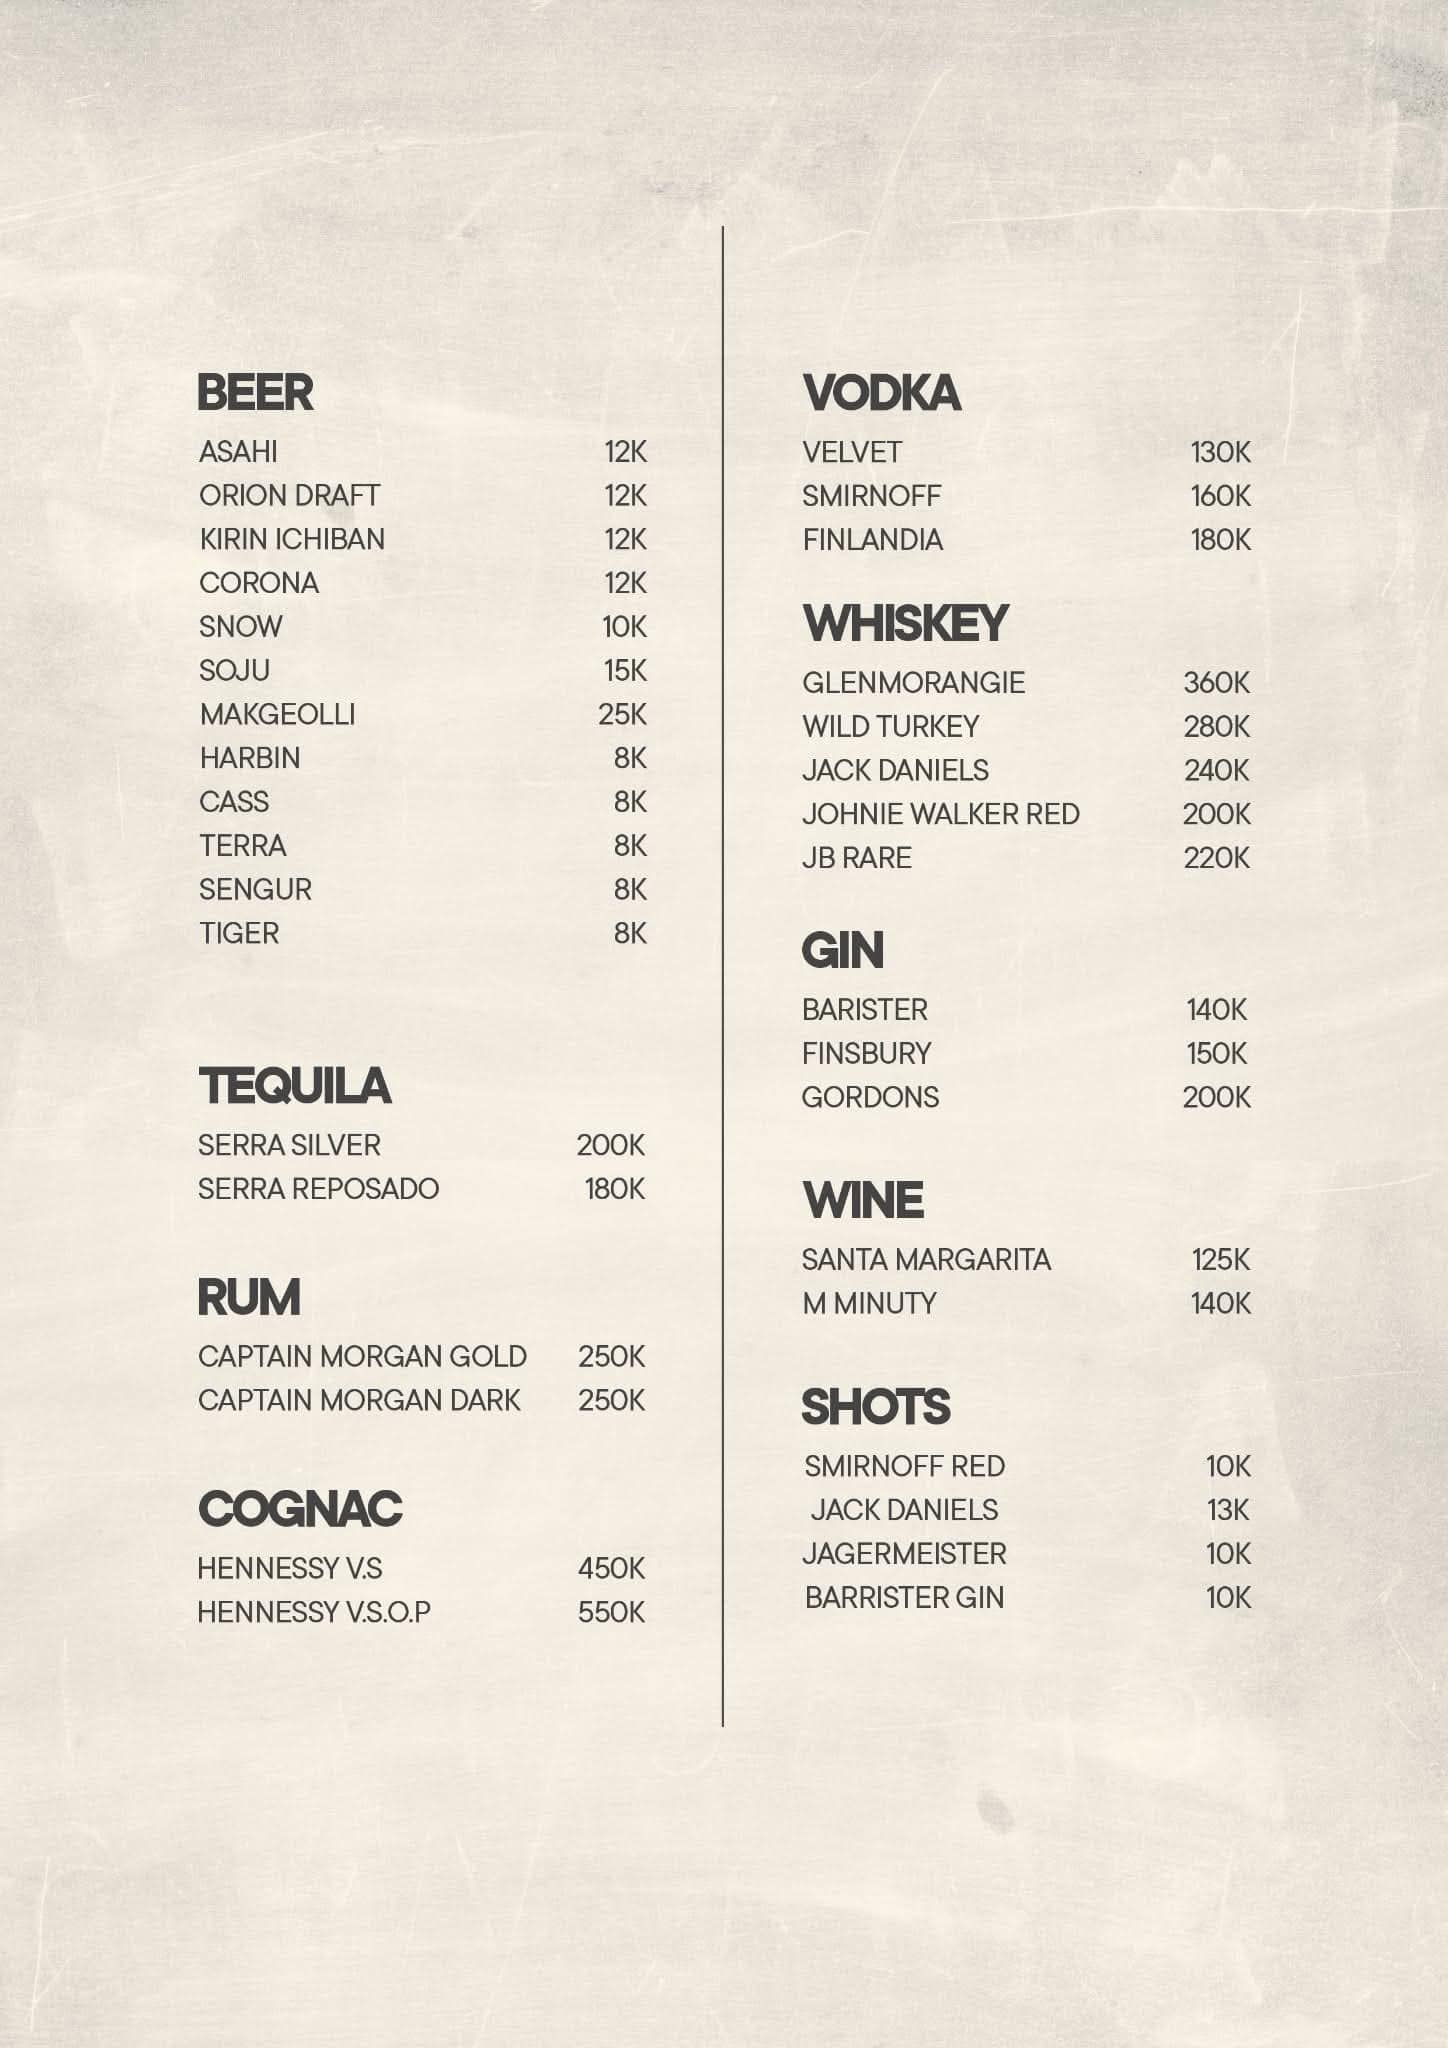 BEER
ASAHI 12K
ORION DRAFT 12K
KIRIN ICHIBAN 12K
CORONA 12K
SNOW 10K
SOJU 15K
MAKGEOLLI 25K
HARBIN 8K
CASS 8K
TERRA 8K
SENGUR 8K
TIGER 8K
TEQUILA
SERRA SILVER 200K
SERRA REPOSADO 180K
RUM
CAPTAIN MORGAN GOLD 250K
CAPTAIN MORGAN DARK 250K
COGNAC
HENNESSY V.S 450K
HENNESSY V.S.O.P 550K
VODKA
VELVET 130K
SMIRNOFF 160K
FINLANDIA 180K
WHISKEY
GLENMORANGIE 360K
WILD TURKEY 280K
JACK DANIELS 240K
JOHNIE WALKER RED 200K
JB RARE 220K
GIN
BARISTER 140K
FINSBURY 150K
GORDONS 200K
WINE
SANTA MARGARITA 125K
M MINUTY 140K
SHOTS
SMIRNOFF RED 10K
JACK DANIELS 13K
JAGERMEISTER 10K
BARRISTER GIN 10K